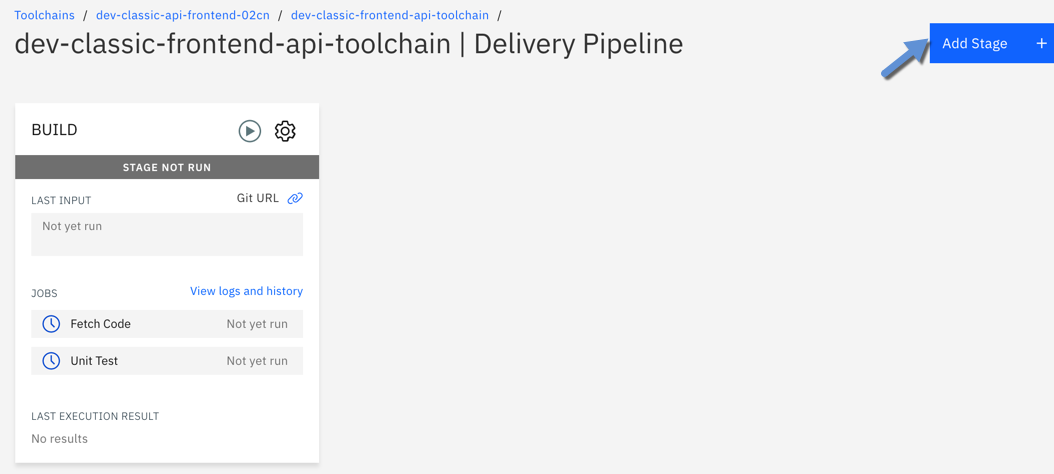 Toolchains / dev-classic-api-frontend-02cn / dev-classic-frontend-api-toolchain /
dev-classic-frontend-api-toolchain | Delivery Pipeline
Add Stage +
BUILD
STAGE NOT RUN
LAST INPUT Git URL
Not yet run
JOBS View logs and history
Fetch Code Not yet run
Unit Test Not yet run
LAST EXECUTION RESULT
No results